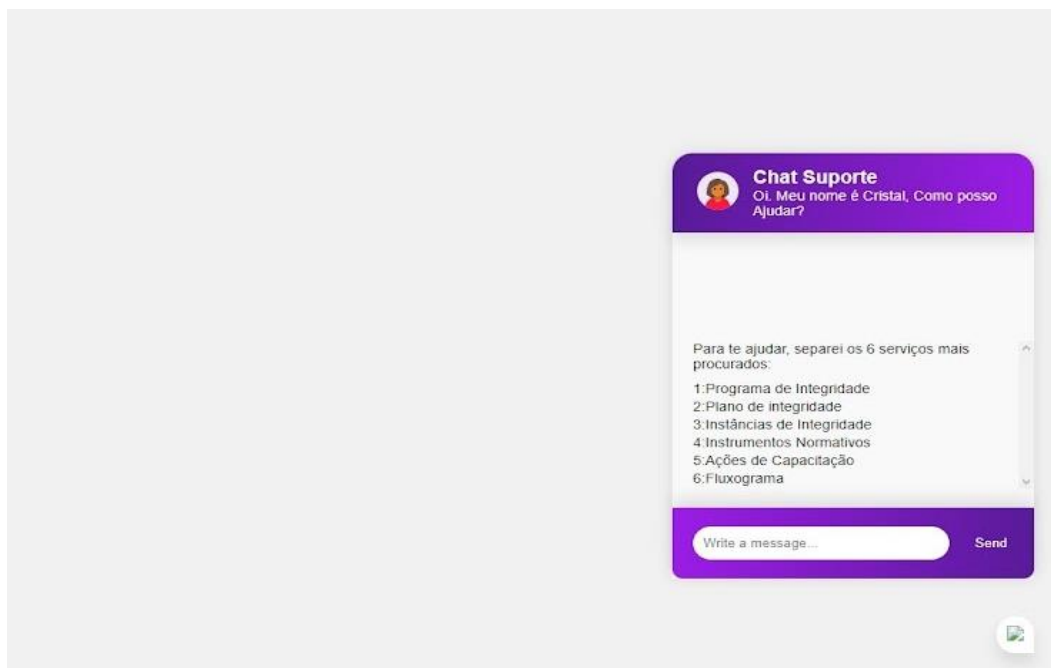 Chat Suporte
Oi. Meu nome é Cristal, Como posso
Ajudar?
Para te ajudar, separei os 6 serviços mais
procurados:
1:Programa de Integridade
2:Plano de integridade
3:Instâncias de Integridade
4:Instrumentos Normativos
5:Ações de Capacitação
6:Fluxograma
Write a message...
Send